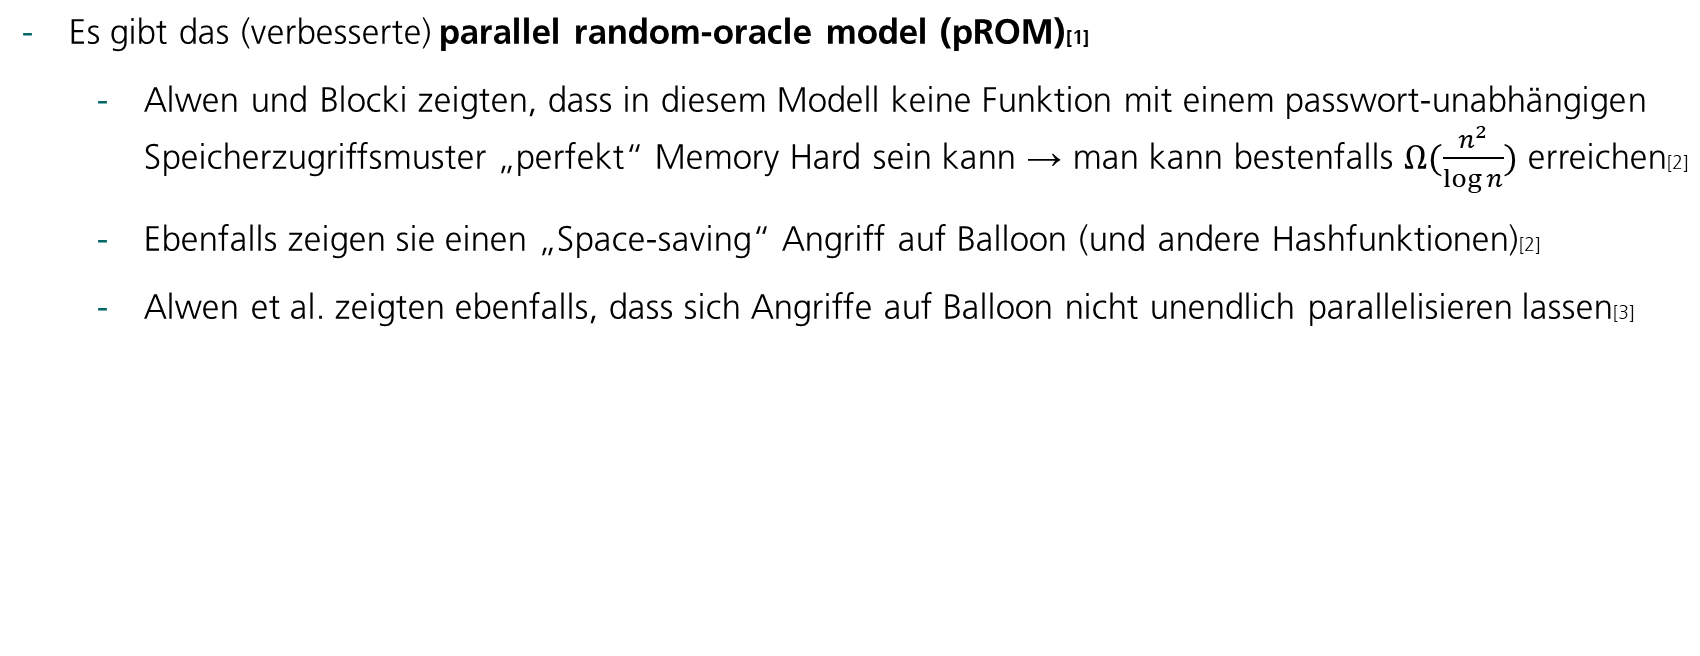 - Es gibt das (verbesserte) parallel random-oracle model (pROM)[1]
- Alwen und Blocki zeigten, dass in diesem Modell keine Funktion mit einem passwort-unabhängigen
Speicherzugriffsmuster „perfekt“ Memory Hard sein kann → man kann bestenfalls Ω(n²/log n) erreichen[2]
- Ebenfalls zeigen sie einen „Space-saving“ Angriff auf Balloon (und andere Hashfunktionen)[2]
- Alwen et al. zeigten ebenfalls, dass sich Angriffe auf Balloon nicht unendlich parallelisieren lassen[3]